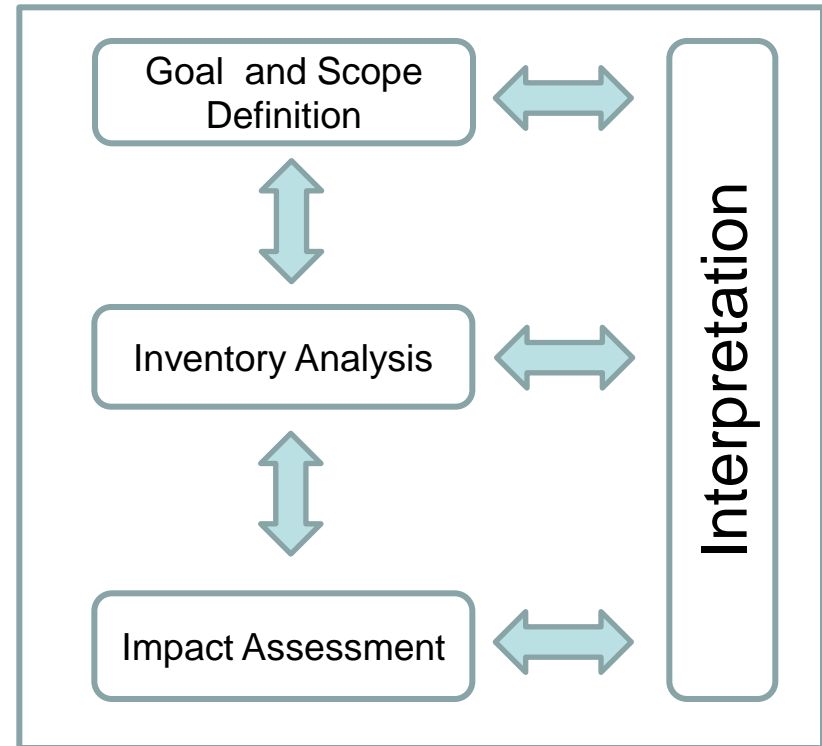 Goal and Scope
Definition
Inventory Analysis
Impact Assessment
Interpretation